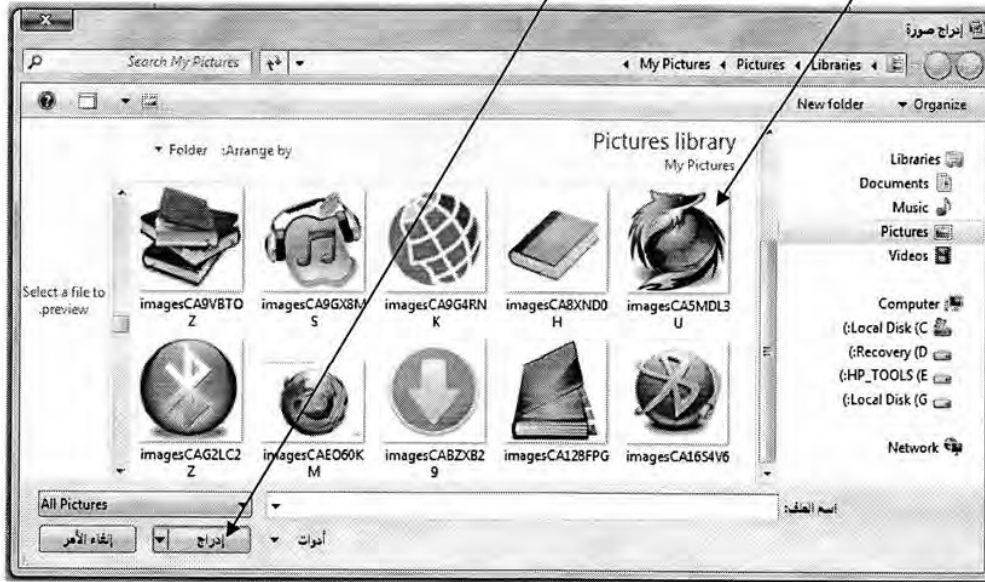 إدراج صورة
Libraries ◂ Pictures ◂ My Pictures
Search My Pictures
Organize
New folder
Libraries
Documents
Music
Pictures
Videos
Computer
(:Local Disk (C
(:Recovery (D
(:HP_TOOLS (E
(:Local Disk (G
Network
Pictures library
My Pictures
Folder :Arrange by
imagesCA5MDL3
U
imagesCA8XND0
H
imagesCA9G4RN
K
imagesCA9GX8M
S
imagesCA9VBTO
Z
imagesCA16S4V6
imagesCA128FPG
imagesCABZXB2
9
imagesCAEO60K
M
imagesCAG2LC2
Z
Select a file to
.preview
اسم الملف:
All Pictures
أدوات
إدراج
إلغاء الأمر